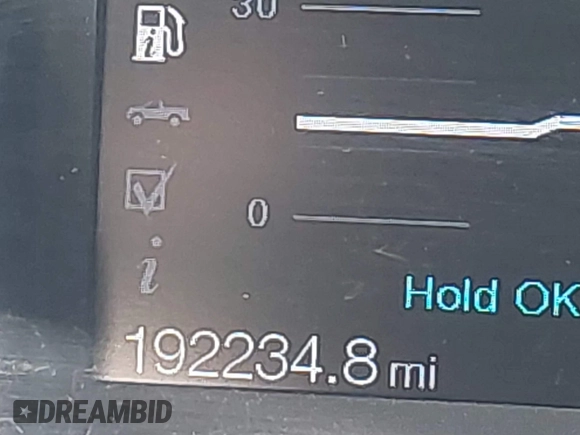 30
0
Hold OK
192234.8 mi
DREAMBID